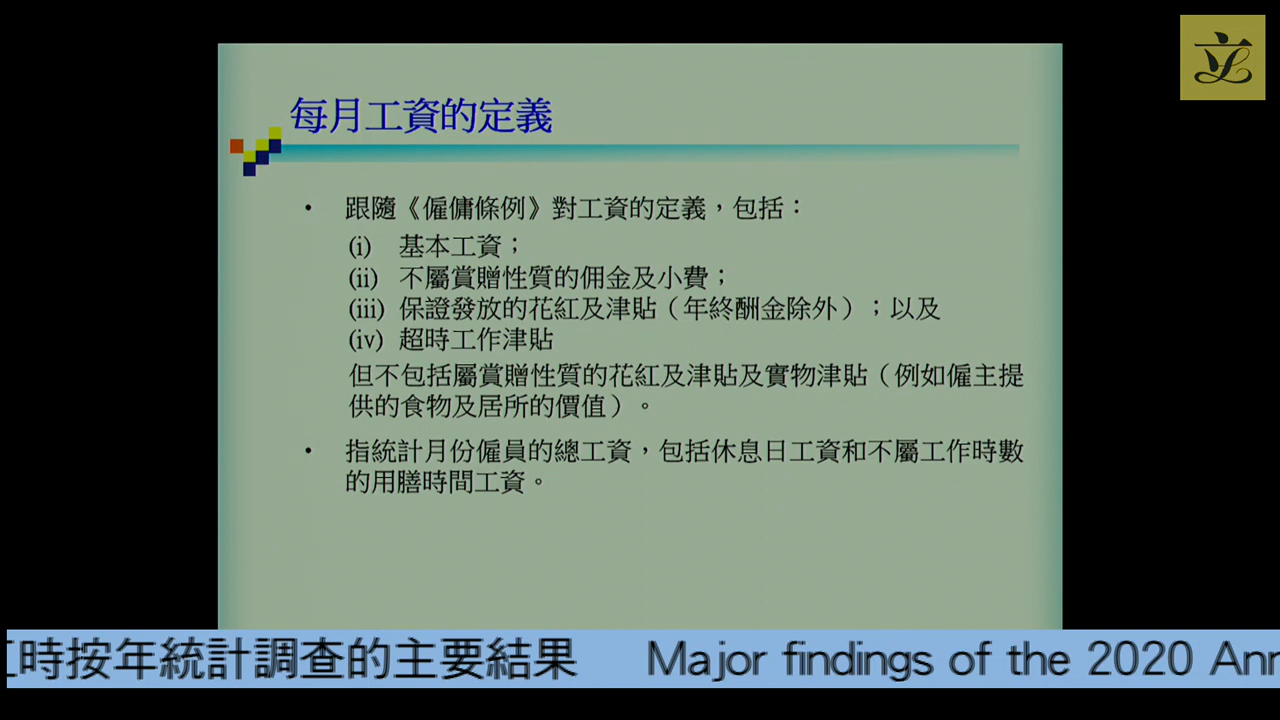 每月工資的定義
• 跟隨《僱傭條例》對工資的定義，包括：
(i) 基本工資；
(ii) 不屬賞贈性質的佣金及小費；
(iii) 保證發放的花紅及津貼（年終酬金除外）；以及
(iv) 超時工作津貼
但不包括屬賞贈性質的花紅及津貼及實物津貼（例如僱主提
供的食物及居所的價值）。
• 指統計月份僱員的總工資，包括休息日工資和不屬工作時數
的用膳時間工資。
時按年統計調查的主要結果 Major findings of the 2020